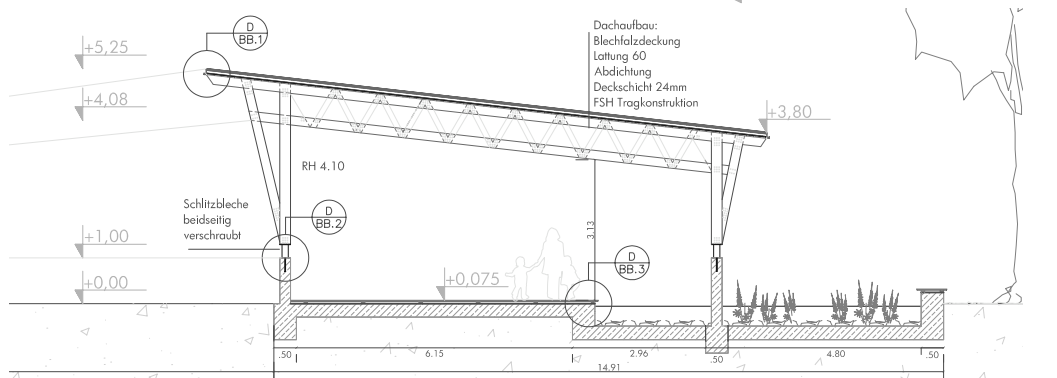 D
BB.1
+5,25
+4,08
Dachaufbau:
Blechfalzdeckung
Lattung 60
Abdichtung
Deckschicht 24mm
FSH Tragkonstruktion
+3,80
RH 4.10
Schlitzbleche
beidseitig
verschraubt
D
BB.2
3.13
+1,00
D
BB.3
+0,00
+0,075
.50
6.15
2.96
.50
4.80
.50
14.91